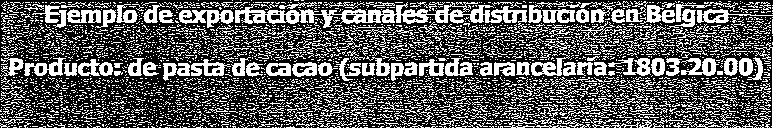 Ejemplo de exportación y canales de distribución en Bélgica
Producto: de pasta de cacao (subpartida arancelaria: 1803.20.00)